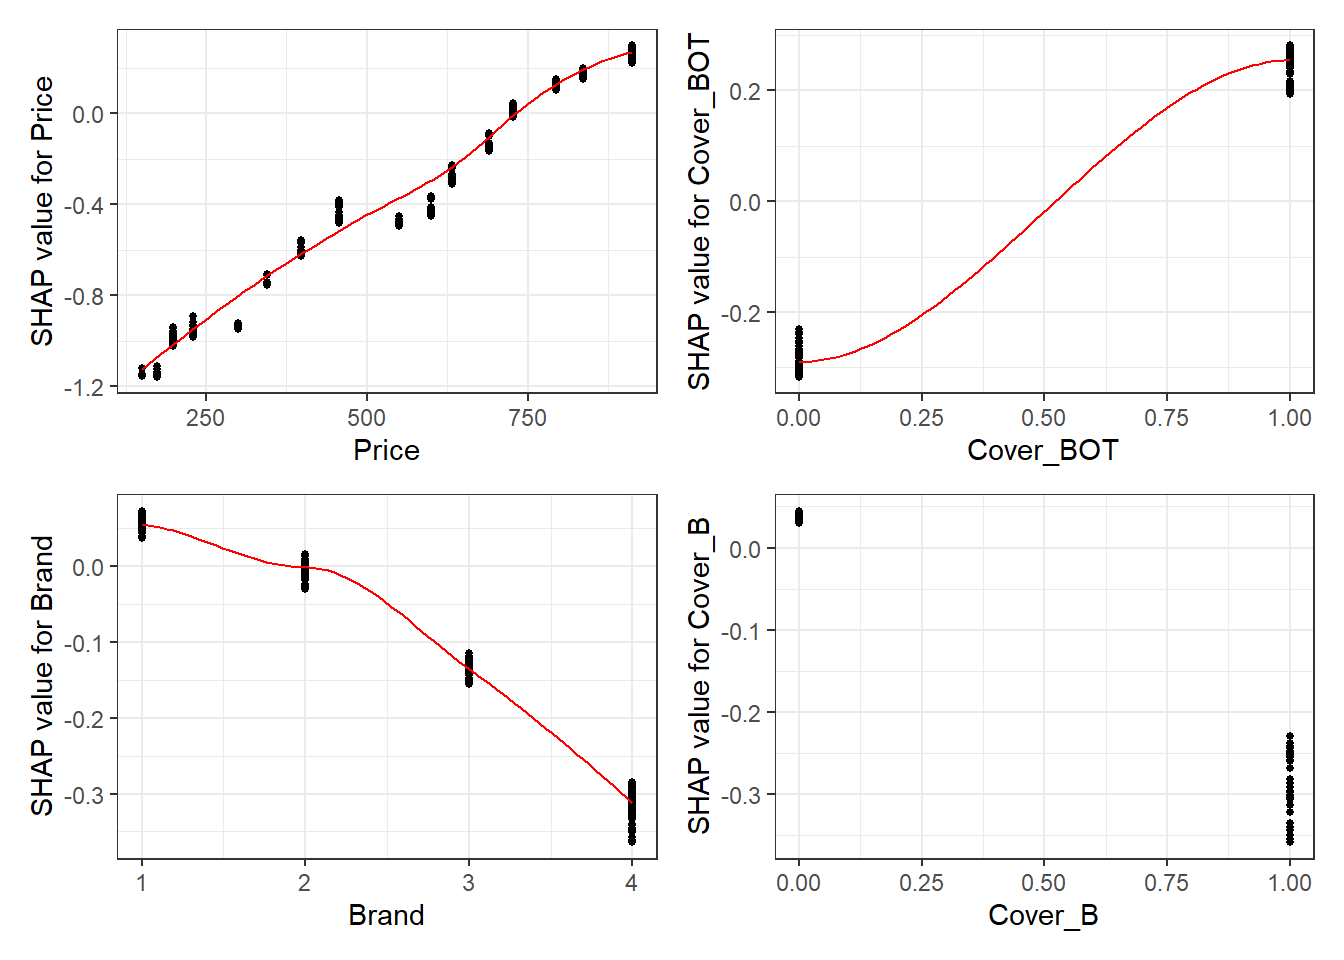 SHAP value for Price
0.0
-0.4
-0.8
-1.2
250 500 750
Price
SHAP value for Cover_BOT
0.2
0.0
-0.2
0.00 0.25 0.50 0.75 1.00
Cover_BOT
SHAP value for Brand
0.0
-0.1
-0.2
-0.3
1 2 3 4
Brand
SHAP value for Cover_B
0.0
-0.1
-0.2
-0.3
0.00 0.25 0.50 0.75 1.00
Cover_B